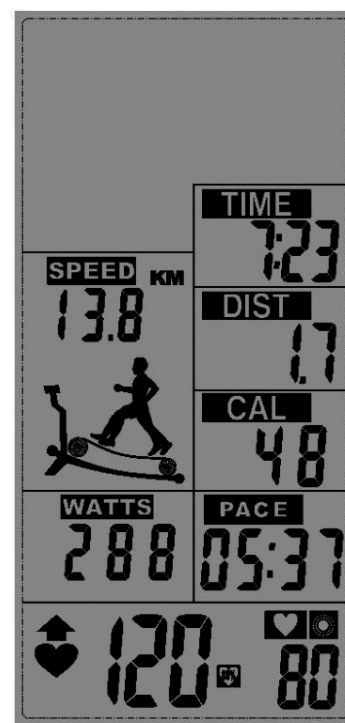 TIME
7:23
SPEED KM
13.8
DIST
1.7
CAL
48
WATTS
288
PACE
05:37
120
80